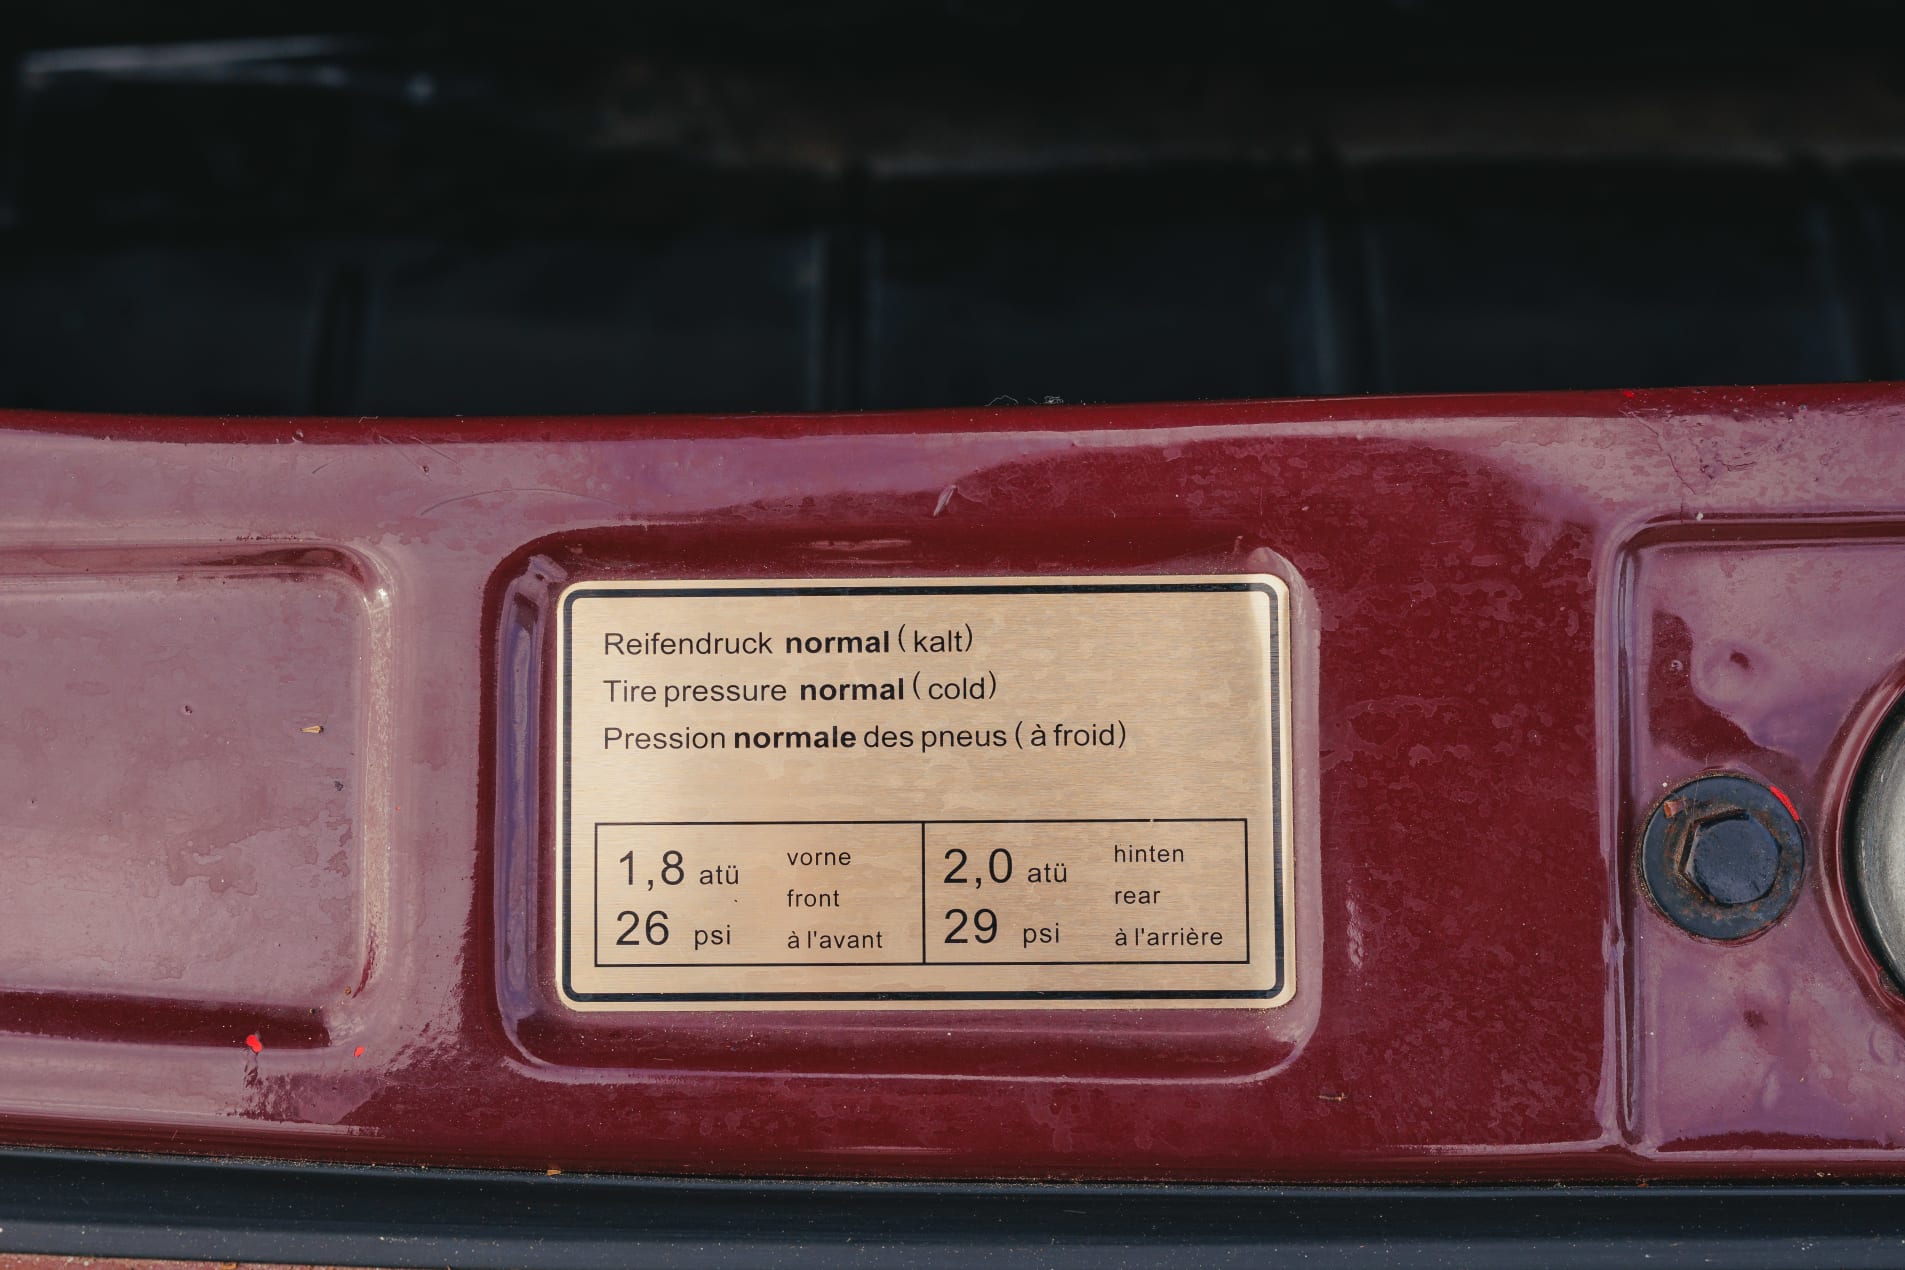 Reifendruck normal (kalt)
Tire pressure normal (cold)
Pression normale des pneus (à froid)
1,8 atü vorne
front
26 psi à l'avant
2,0 atü hinten
rear
29 psi à l'arrière